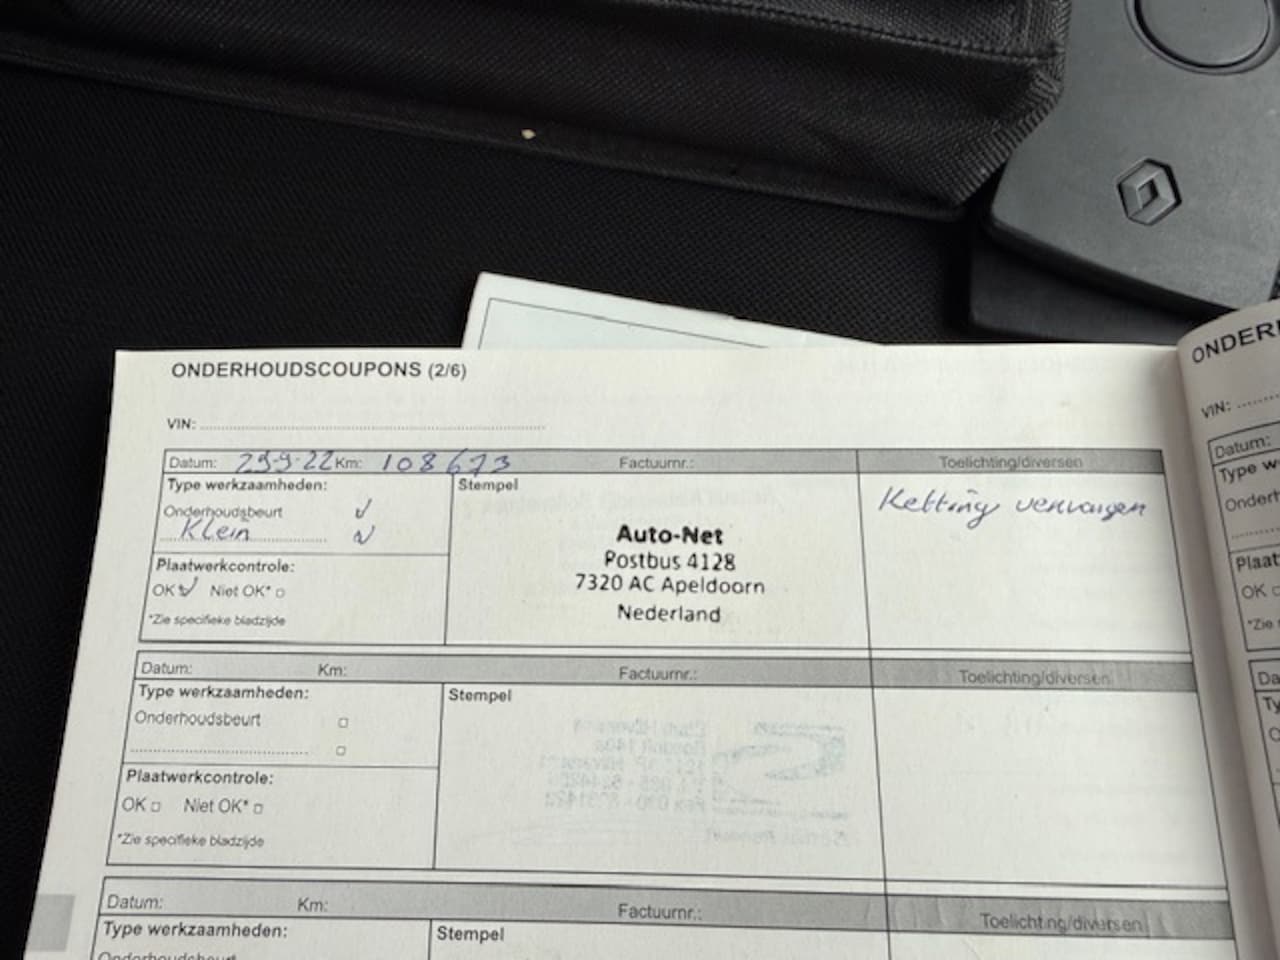 ONDERHOUDSCOUPONS (2/6)
VIN:
Datum: 29-9-22 Km: 108673 Factuurnr.: Toelichting/diversen
Type werkzaamheden:
Stempel
Onderhoudsbeurt
Klein
Ketting vervangen
Auto-Net
Postbus 4128
7320 AC Apeldoorn
Nederland
Plaatwerkcontrole:
OK Niet OK*
*Zie specifieke bladzijde
Datum: Km: Factuurnr.: Toelichting/diversen
Type werkzaamheden:
Stempel
Onderhoudsbeurt
Plaatwerkcontrole:
OK Niet OK*
*Zie specifieke bladzijde
Datum: Km: Factuurnr.: Toelichting/diversen
Type werkzaamheden:
Stempel
Onderhoudsbeurt
VIN:
Datum:
OK